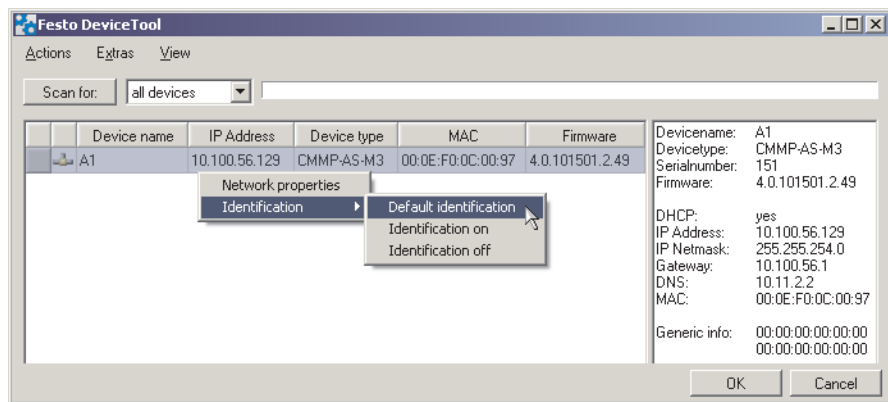 Festo DeviceTool
Actions Extras View
Scan for: all devices
Device name IP Address Device type MAC Firmware
A1 10.100.56.129 CMMP-AS-M3 00:0E:F0:0C:00:97 4.0.101501.2.49
Network properties
Identification
Default identification
Identification on
Identification off
Devicename: A1
Devicetype: CMMP-AS-M3
Serialnumber: 151
Firmware: 4.0.101501.2.49
DHCP: yes
IP Address: 10.100.56.129
IP Netmask: 255.255.254.0
Gateway: 10.100.56.1
DNS: 10.11.2.2
MAC: 00:0E:F0:0C:00:97
Generic info: 00:00:00:00:00:00
00:00:00:00:00:00
OK Cancel